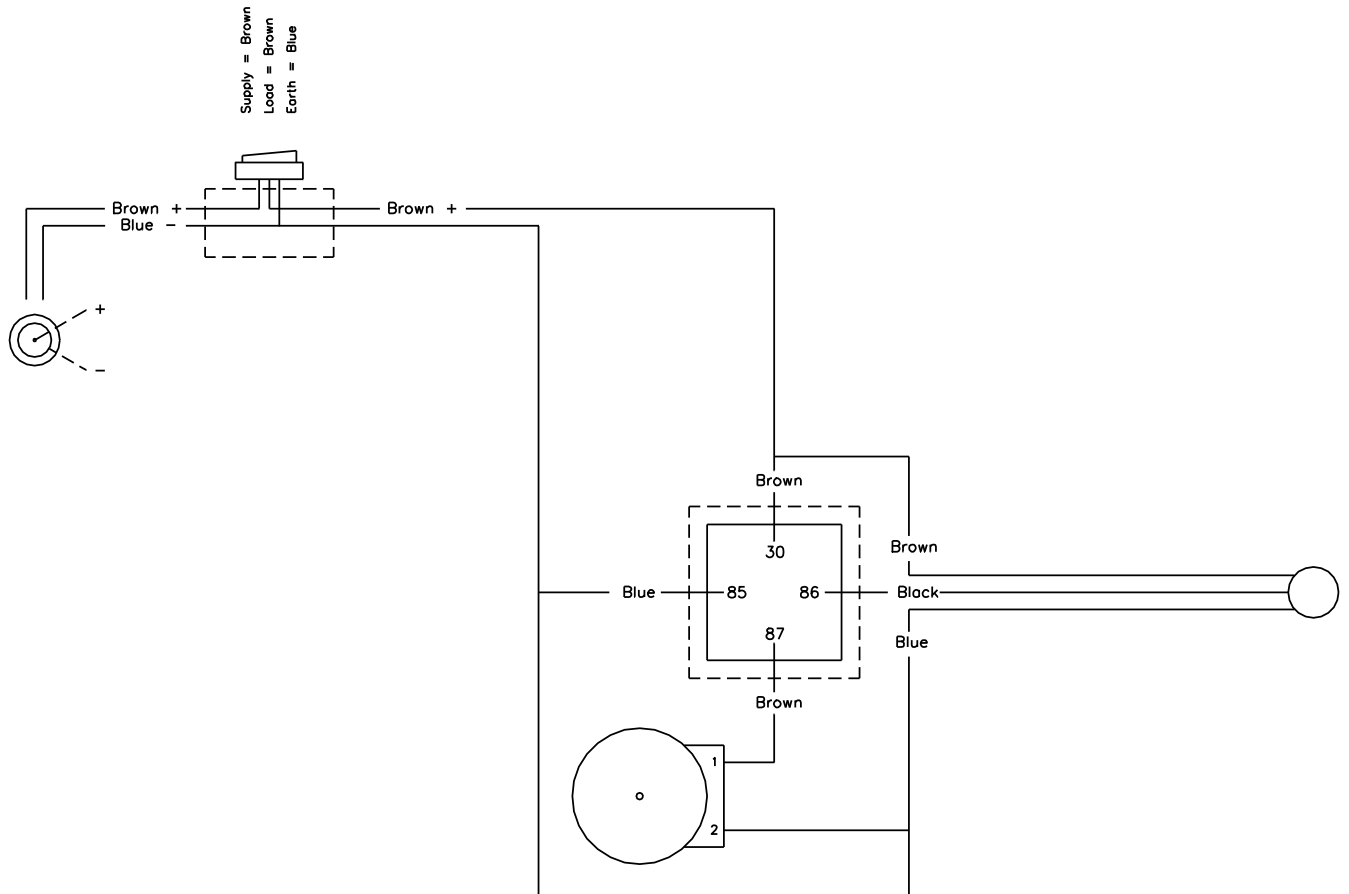 Supply = Brown
Load = Brown
Earth = Blue
Brown +
Brown +
Blue -
+
-
Brown
30
Brown
Blue
85
86
Black
87
Blue
Brown
1
2